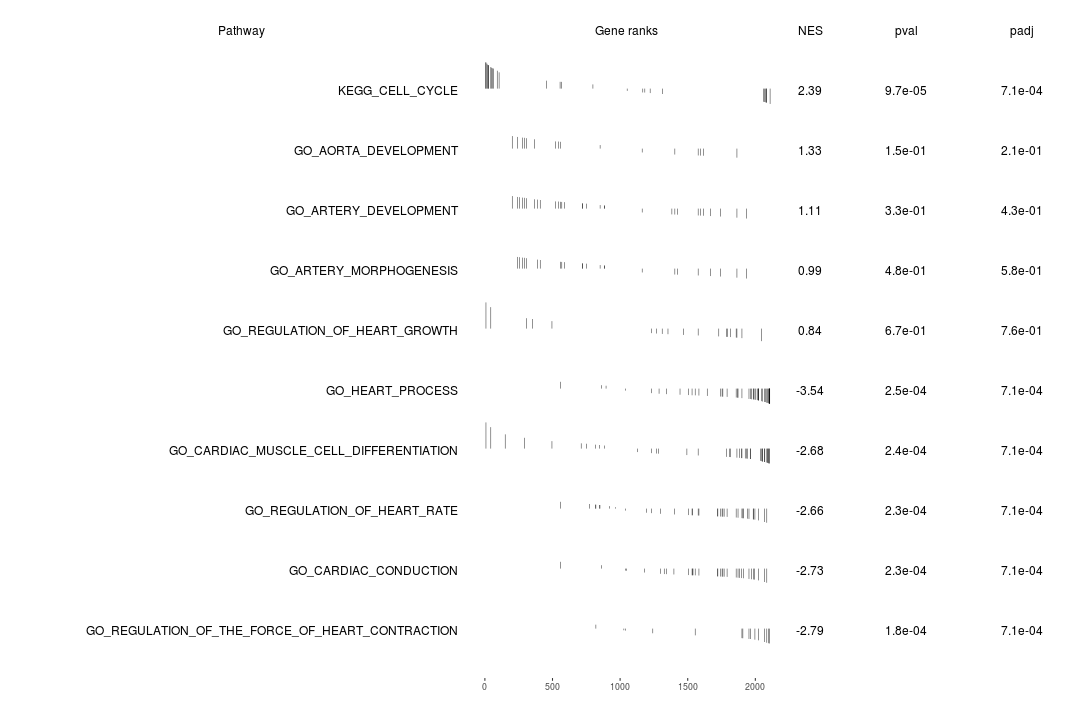 Pathway Gene ranks NES pval padj
KEGG_CELL_CYCLE 2.39 9.7e-05 7.1e-04
GO_AORTA_DEVELOPMENT 1.33 1.5e-01 2.1e-01
GO_ARTERY_DEVELOPMENT 1.11 3.3e-01 4.3e-01
GO_ARTERY_MORPHOGENESIS 0.99 4.8e-01 5.8e-01
GO_REGULATION_OF_HEART_GROWTH 0.84 6.7e-01 7.6e-01
GO_HEART_PROCESS -3.54 2.5e-04 7.1e-04
GO_CARDIAC_MUSCLE_CELL_DIFFERENTIATION -2.68 2.4e-04 7.1e-04
GO_REGULATION_OF_HEART_RATE -2.66 2.3e-04 7.1e-04
GO_CARDIAC_CONDUCTION -2.73 2.3e-04 7.1e-04
GO_REGULATION_OF_THE_FORCE_OF_HEART_CONTRACTION -2.79 1.8e-04 7.1e-04
0 500 1000 1500 2000